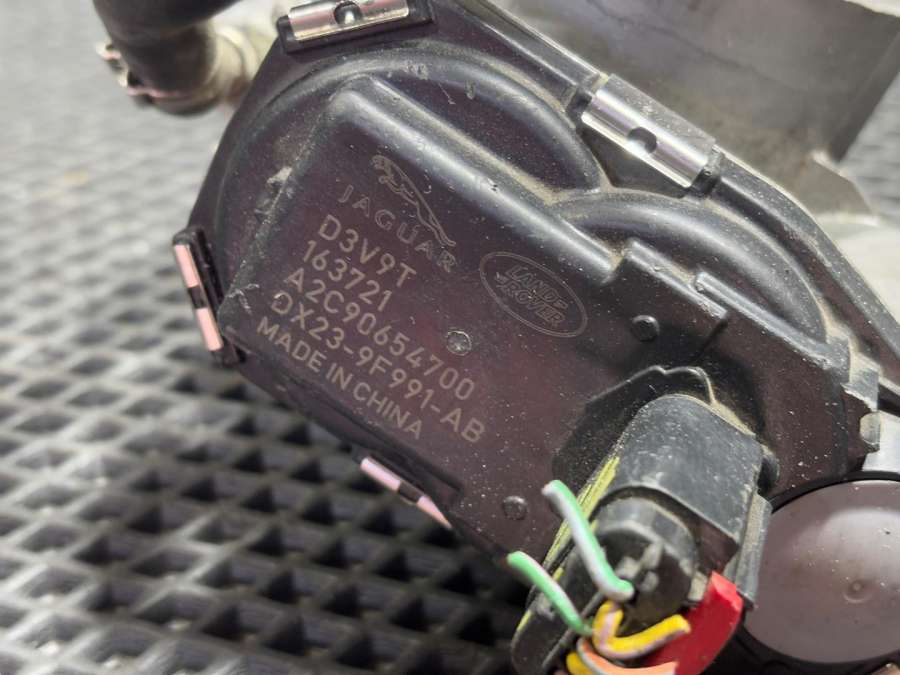 JAGUAR
LAND-
ROVER
D3V9T
163721
A2C90654700
DX23-9F991-AB
MADE IN CHINA